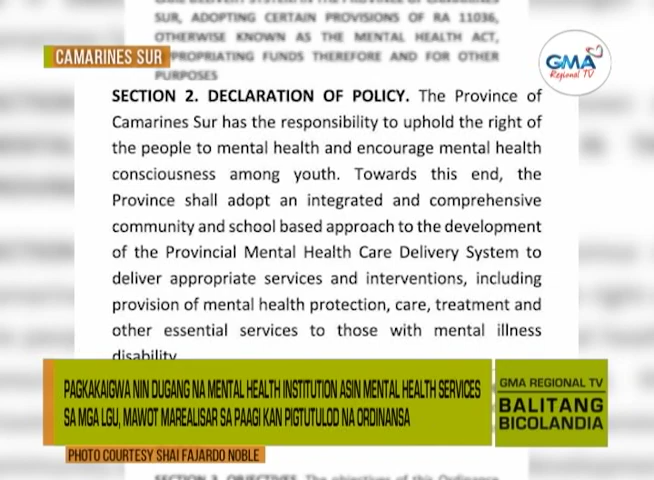 SUR, ADOPTING CERTAIN PROVISIONS OF RA 11036,
OTHERWISE KNOWN AS THE MENTAL HEALTH ACT,
PROPRIATING FUNDS THEREFORE AND FOR OTHER
PURPOSES
CAMARINES SUR
GMA
Regional TV
SECTION 2. DECLARATION OF POLICY. The Province of
Camarines Sur has the responsibility to uphold the right of
the people to mental health and encourage mental health
consciousness among youth. Towards this end, the
Province shall adopt an integrated and comprehensive
community and school based approach to the development
of the Provincial Mental Health Care Delivery System to
deliver appropriate services and interventions, including
provision of mental health protection, care, treatment and
other essential services to those with mental illness
disability
PAGKAKAIGWA NIN DUGANG NA MENTAL HEALTH INSTITUTION ASIN MENTAL HEALTH SERVICES
SA MGA LGU, MAWOT MAREALISAR SA PAAGI KAN PIGTUTULOD NA ORDINANSA
GMA REGIONAL TV
BALITANG
BICOLANDIA
PHOTO COURTESY SHAI FAJARDO NOBLE